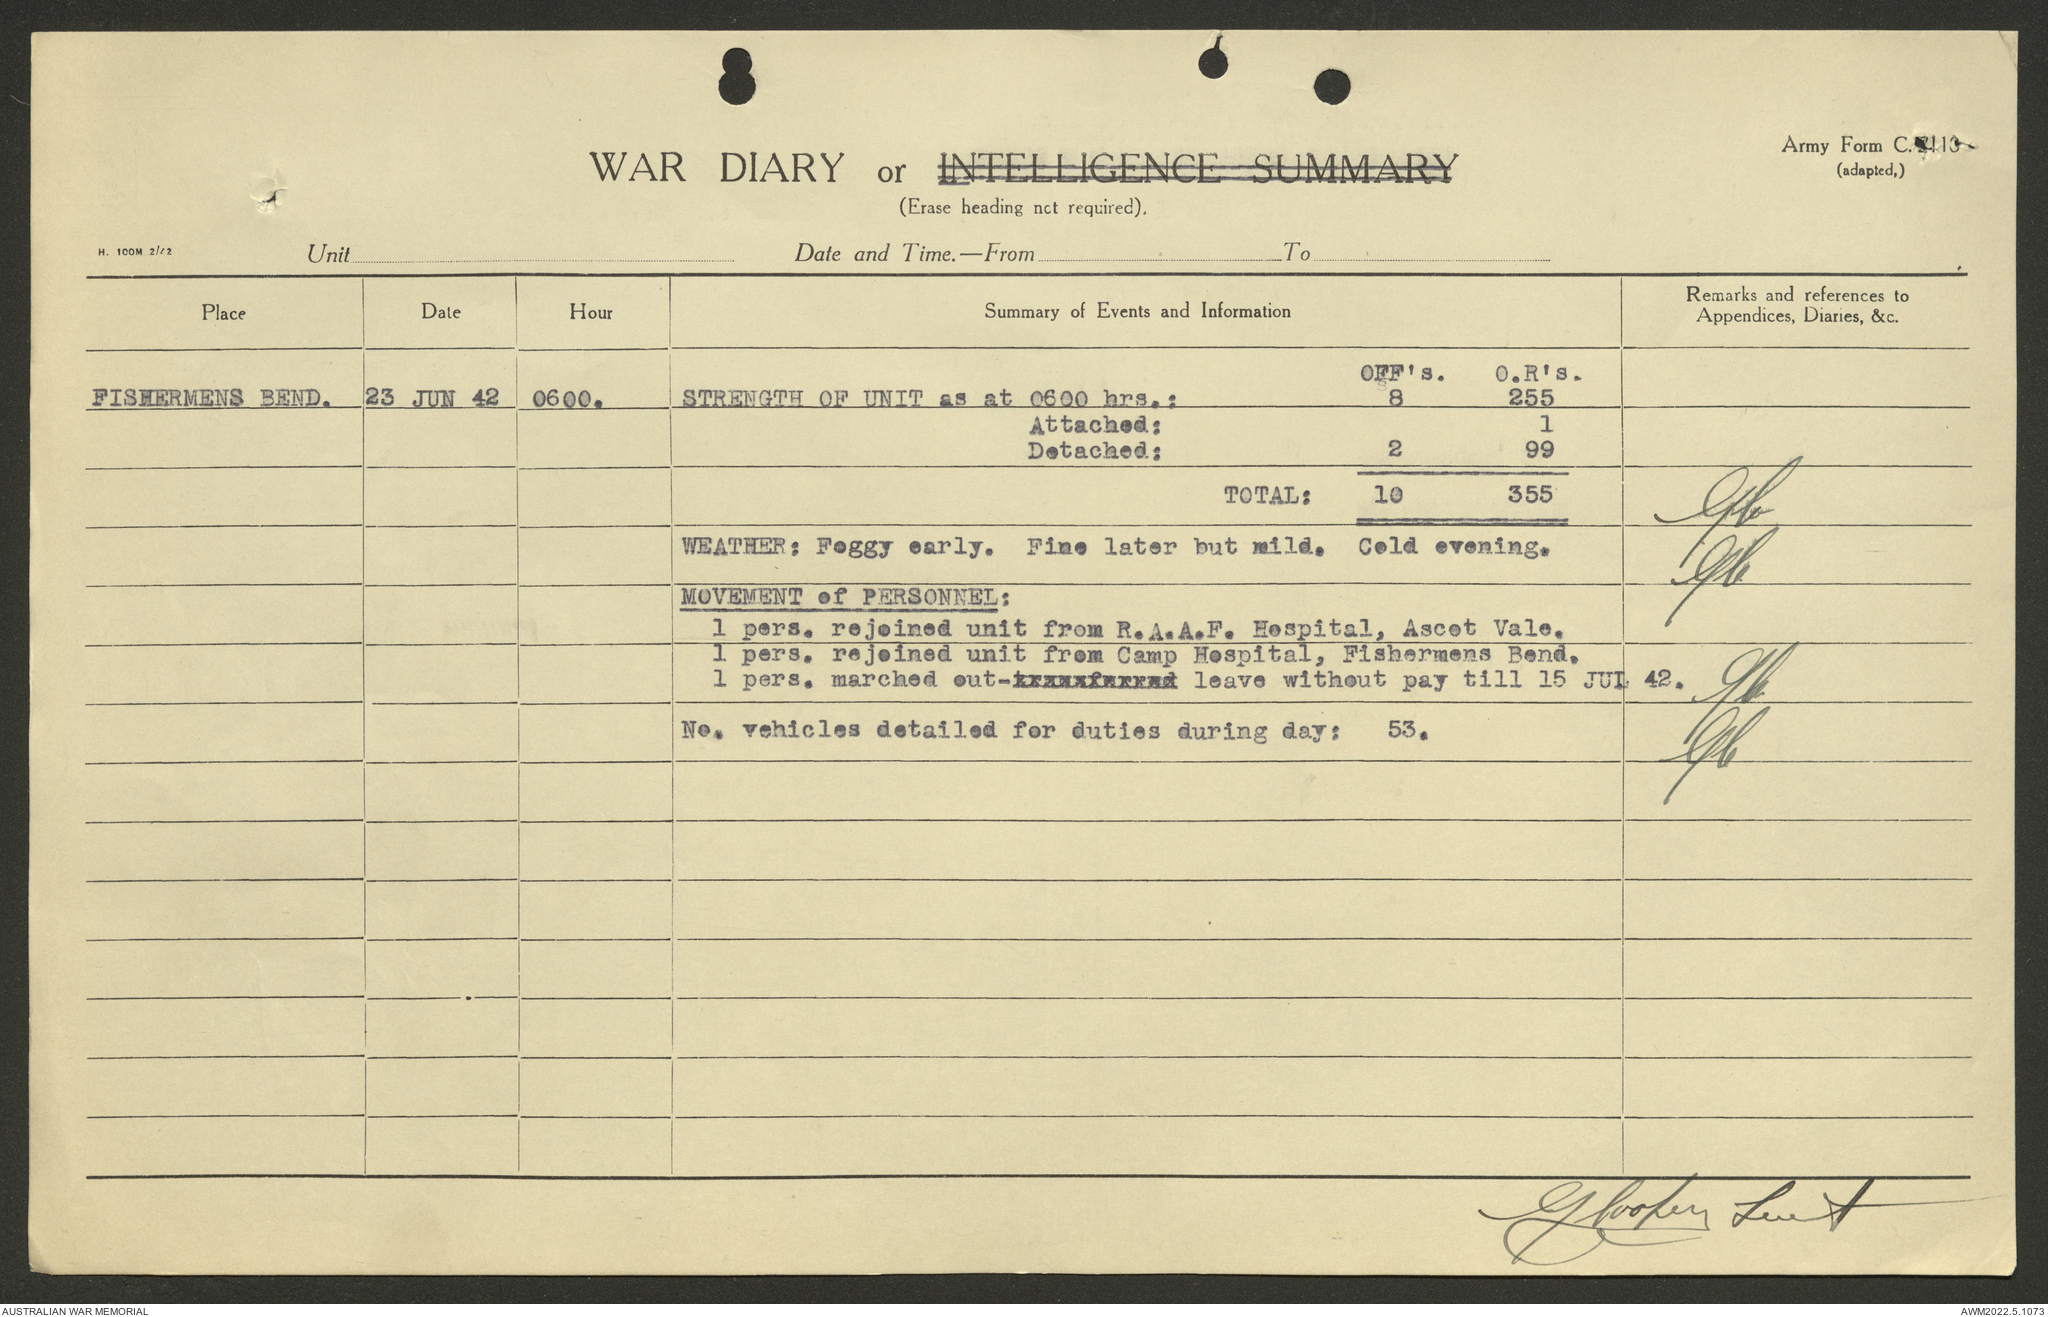 Army Form C.2118
(adapted,)
WAR DIARY or INTELLIGENCE SUMMARY
(Erase heading not required).
H. 100M 2/42 Unit Date and Time.—From To
Place Date Hour Summary of Events and Information Remarks and references to
Appendices, Diaries, &c.
OFF's. O.R's.
FISHERMENS BEND. 23 JUN 42 0600. STRENGTH OF UNIT as at 0600 hrs.: 8 255
Attached: 1
Detached: 2 99
TOTAL: 10 355
WEATHER: Foggy early. Fine later but mild. Cold evening.
MOVEMENT of PERSONNEL:
1 pers. rejoined unit from R.A.A.F. Hospital, Ascot Vale.
1 pers. rejoined unit from Camp Hospital, Fishermens Bend.
1 pers. marched out- leave without pay till 15 JUL 42.
No. vehicles detailed for duties during day: 53.
Lieut
AUSTRALIAN WAR MEMORIAL AWM2022.5.1073